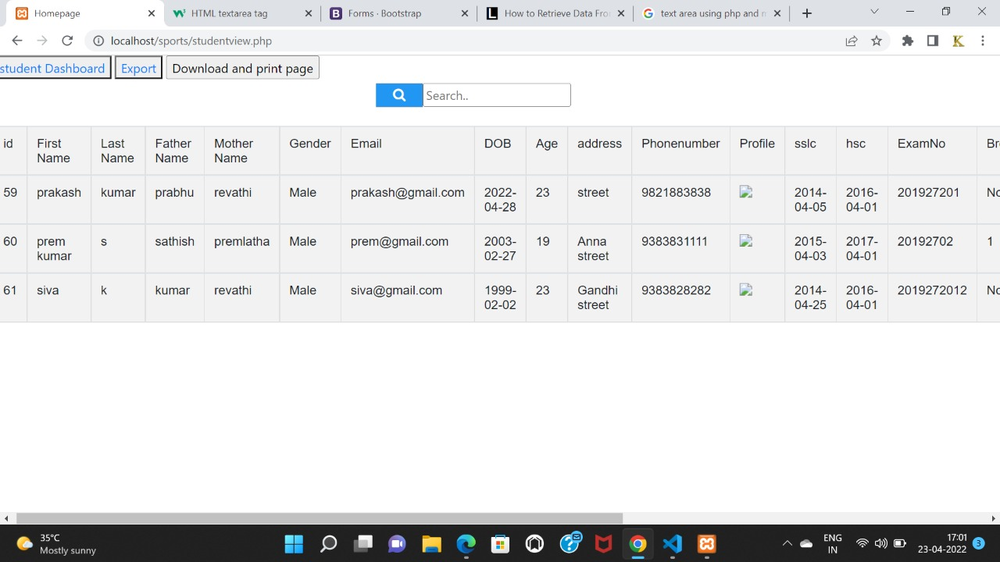 Homepage
HTML textarea tag
Forms · Bootstrap
How to Retrieve Data Fro
text area using php and
localhost/sports/studentview.php
student Dashboard Export Download and print page
Search..
id First Name Last Name Father Name Mother Name Gender Email DOB Age address Phonenumber Profile sslc hsc ExamNo
59 prakash kumar prabhu revathi Male prakash@gmail.com 2022-04-28 23 street 9821883838 2014-04-05 2016-04-01 201927201 No
60 prem kumar s sathish premlatha Male prem@gmail.com 2003-02-27 19 Anna street 9383831111 2015-04-03 2017-04-01 20192702 1
61 siva k kumar revathi Male siva@gmail.com 1999-02-02 23 Gandhi street 9383828282 2014-04-25 2016-04-01 2019272012 No
35°C
Mostly sunny
ENG
IN
17:01
23-04-2022
3